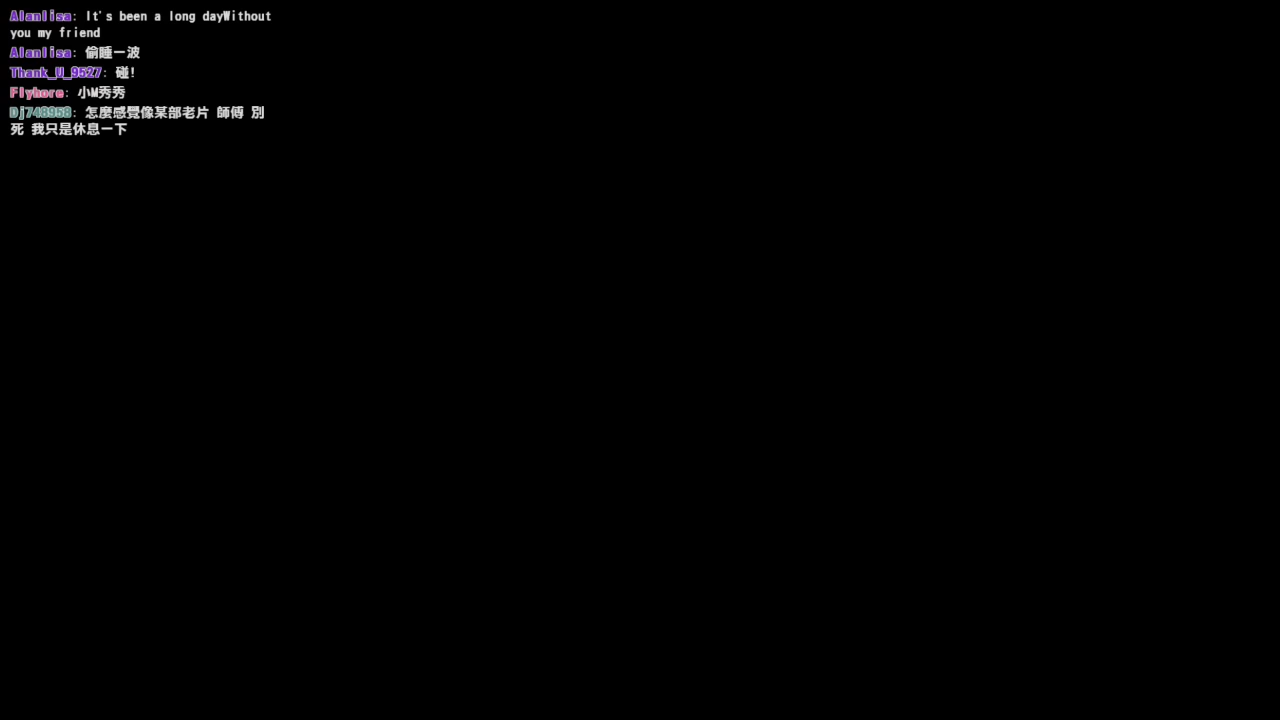 Alanlisa: It's been a long dayWithout
you my friend
Alanlisa: 偷睡一波
Thank_U_9527: 碰!
Flyhore: 小M秀秀
Dj748958: 怎麼感覺像某部老片 師傅 別
死 我只是休息一下